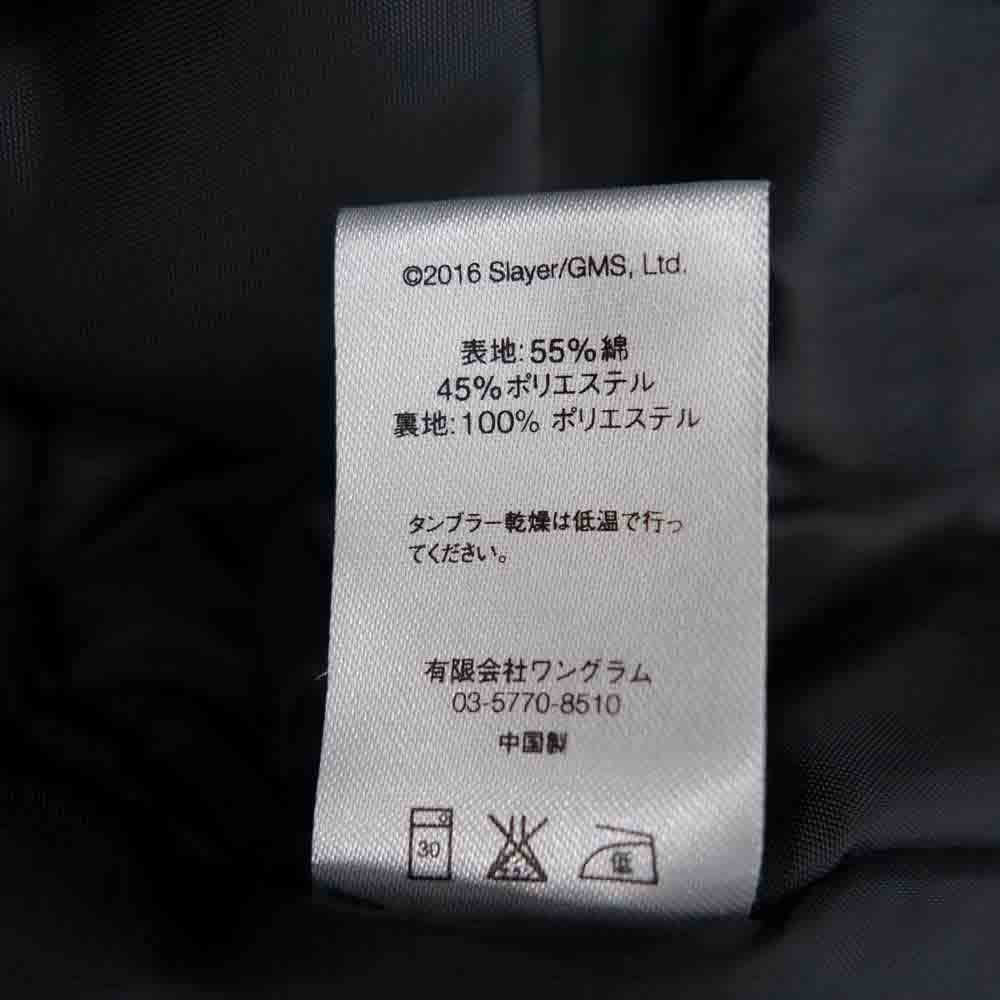 ©2016 Slayer/GMS, Ltd.
表地: 55%綿
45%ポリエステル
裏地: 100% ポリエステル
タンブラー乾燥は低温で行っ
てください。
有限会社ワングラム
03-5770-8510
中国製
30
低